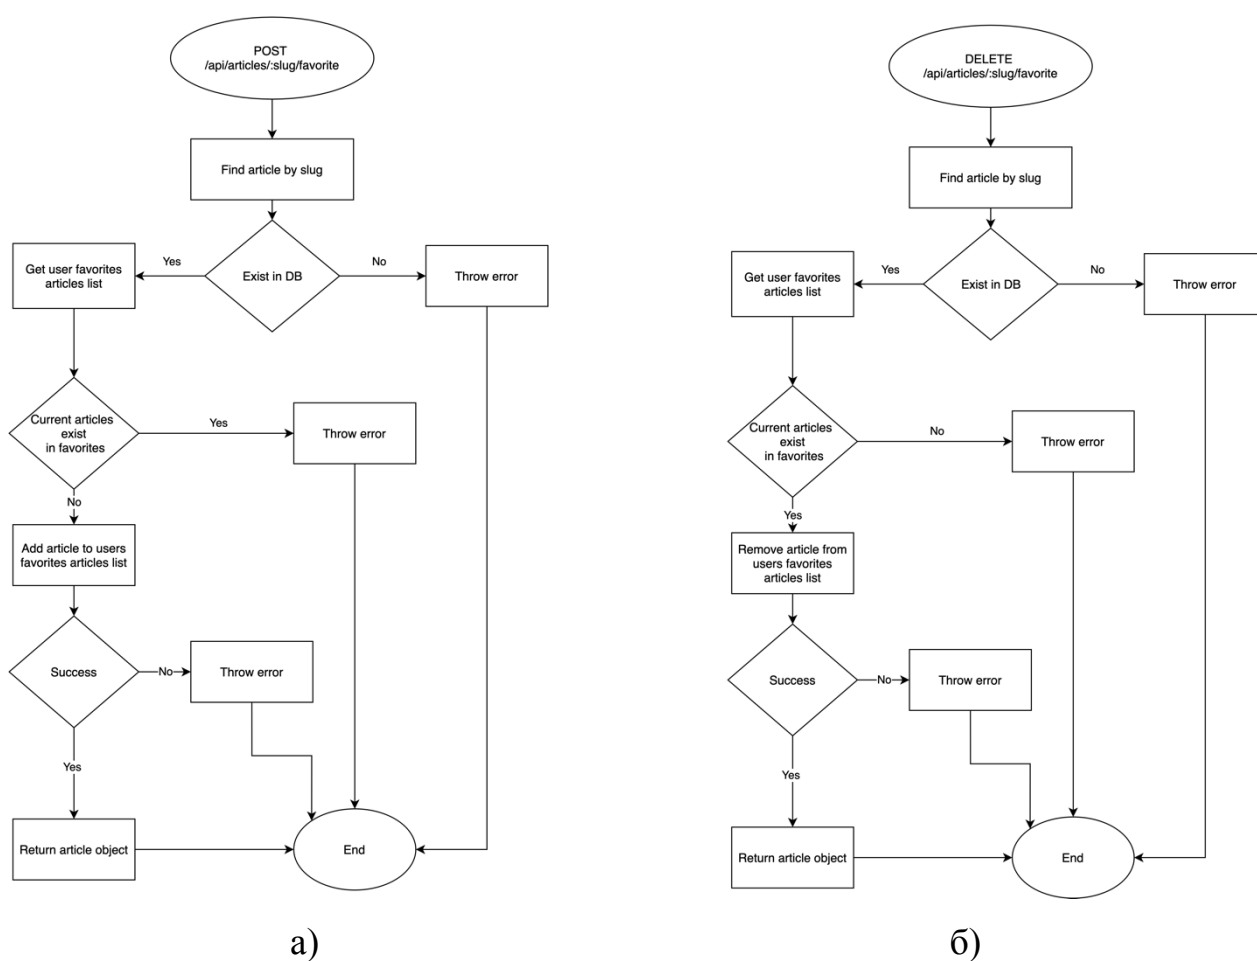 POST
/api/articles/:slug/favorite
Find article by slug
Exist in DB
Yes
No
Get user favorites
articles list
Throw error
Current articles
exist
in favorites
Yes
Throw error
No
Add article to users
favorites articles list
Success
No
Throw error
Yes
Return article object
End
а)
DELETE
/api/articles/:slug/favorite
Find article by slug
Exist in DB
Yes
No
Get user favorites
articles list
Throw error
Current articles
exist
in favorites
No
Throw error
Yes
Remove article from
users favorites
articles list
Success
No
Throw error
Yes
Return article object
End
б)